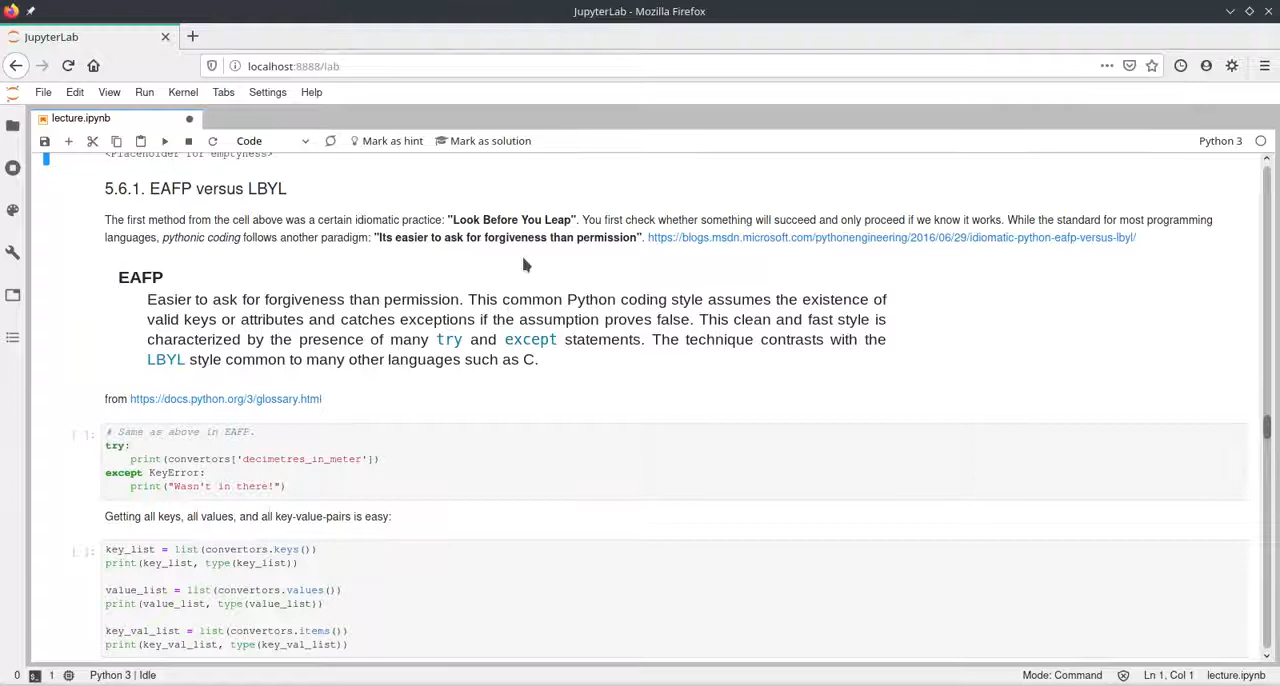 JupyterLab - Mozilla Firefox
JupyterLab
localhost:8888/lab
File Edit View Run Kernel Tabs Settings Help
lecture.ipynb
Code Mark as hint Mark as solution Python 3
<Placeholder for emptyness>
5.6.1. EAFP versus LBYL
The first method from the cell above was a certain idiomatic practice: "Look Before You Leap". You first check whether something will succeed and only proceed if we know it works. While the standard for most programming
languages, pythonic coding follows another paradigm: "Its easier to ask for forgiveness than permission". https://blogs.msdn.microsoft.com/pythonengineering/2016/06/29/idiomatic-python-eafp-versus-lbyl/
EAFP
Easier to ask for forgiveness than permission. This common Python coding style assumes the existence of
valid keys or attributes and catches exceptions if the assumption proves false. This clean and fast style is
characterized by the presence of many try and except statements. The technique contrasts with the
LBYL style common to many other languages such as C.
from https://docs.python.org/3/glossary.html
[ ]: # Same as above in EAFP.
try:
print(convertors['decimetres_in_meter'])
except KeyError:
print("Wasn't in there!")
Getting all keys, all values, and all key-value-pairs is easy:
[ ]: key_list = list(convertors.keys())
print(key_list, type(key_list))
value_list = list(convertors.values())
print(value_list, type(value_list))
key_val_list = list(convertors.items())
print(key_val_list, type(key_val_list))
0 1 Python 3 | Idle Mode: Command Ln 1, Col 1 lecture.ipynb